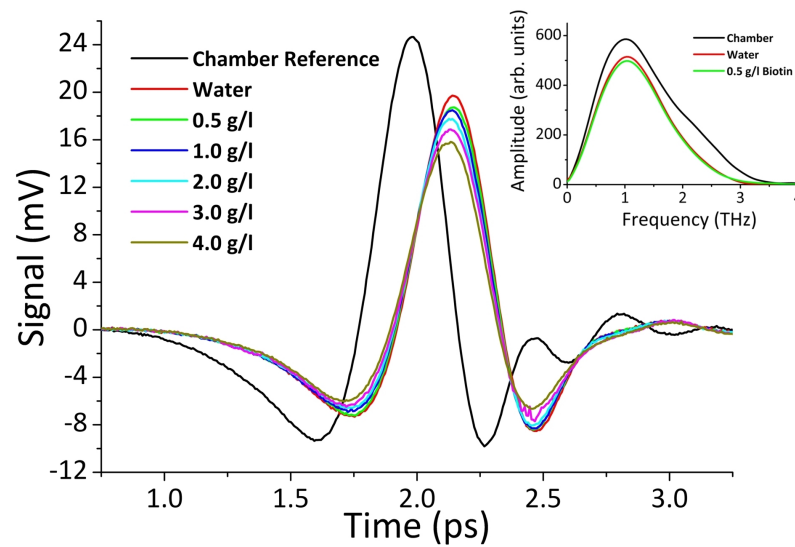 24
20
16
12
8
4
0
-4
-8
-12
Signal (mV)
Chamber Reference
Water
0.5 g/l
1.0 g/l
2.0 g/l
3.0 g/l
4.0 g/l
1.0 1.5 2.0 2.5 3.0
Time (ps)
600
400
200
0
Amplitude (arb. units)
Chamber
Water
0.5 g/l Biotin
0 1 2 3
Frequency (THz)